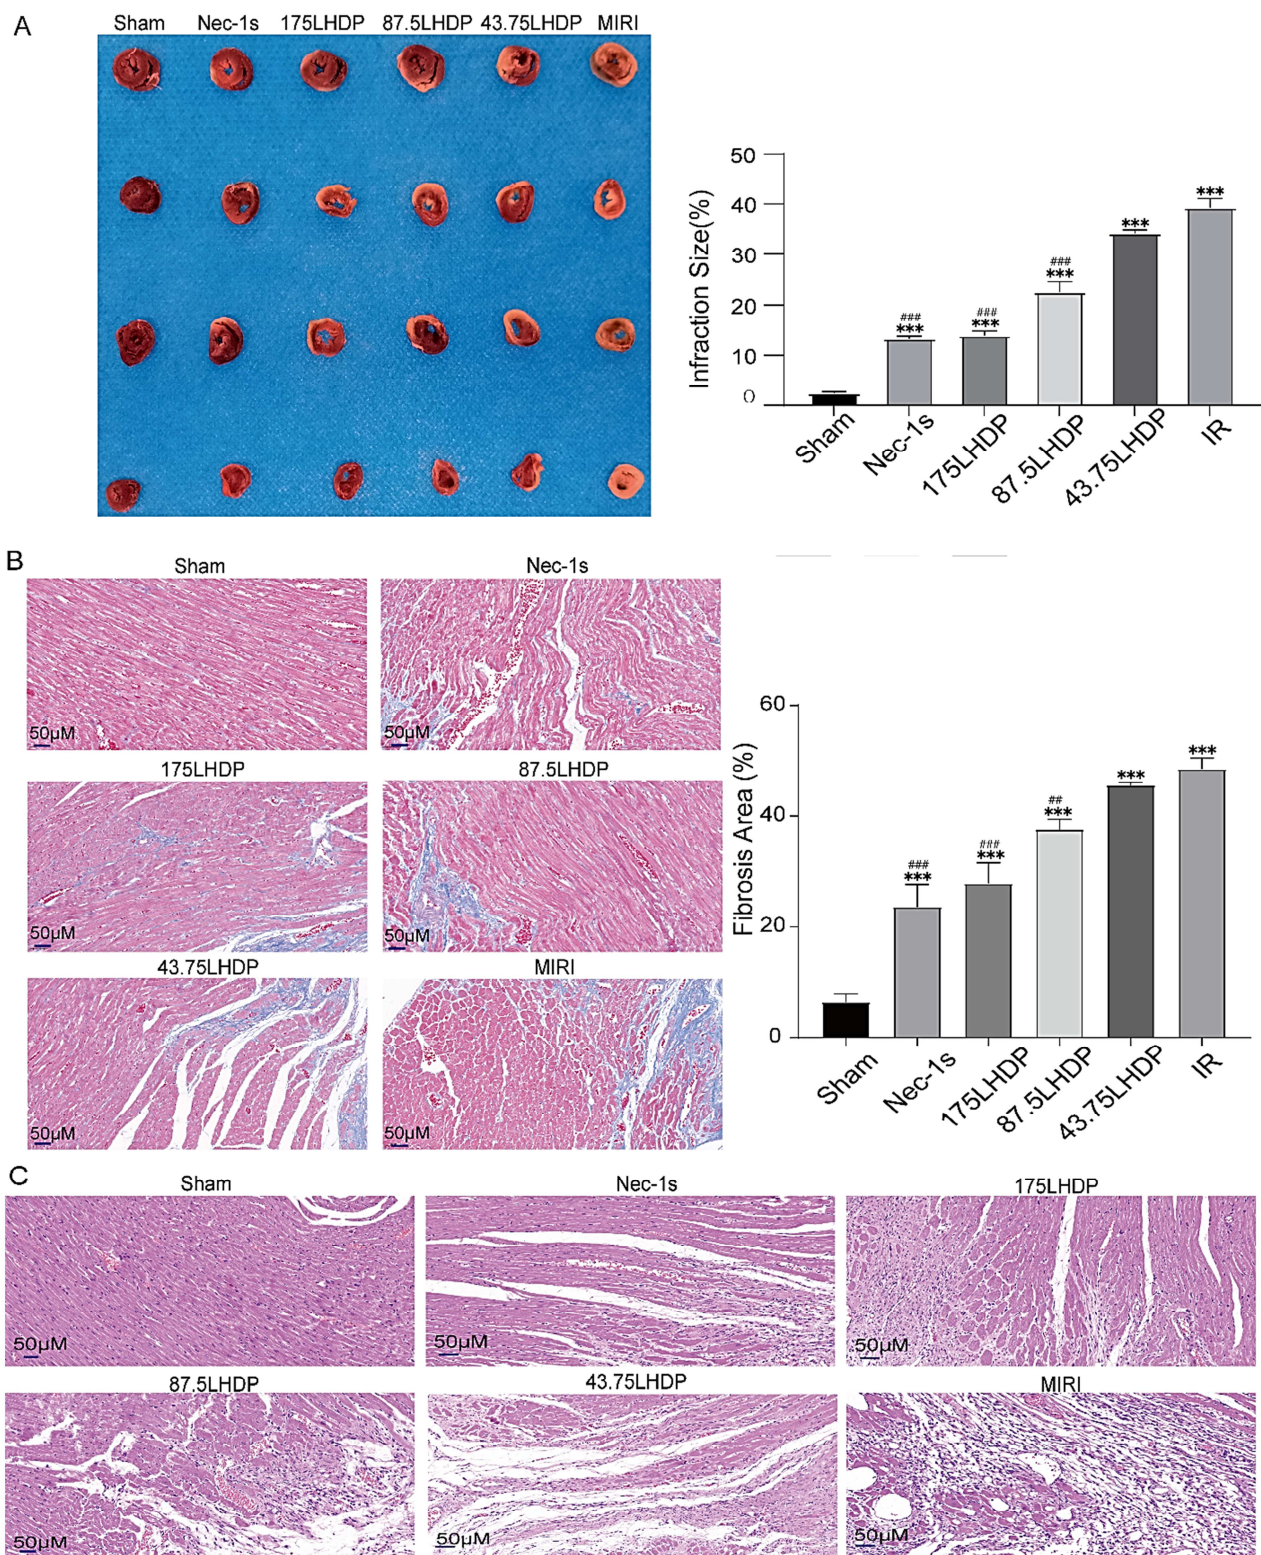 A
Sham Nec-1s 175LHDP 87.5LHDP 43.75LHDP MIRI
Infraction Size(%)
50
40
30
20
10
0
***
***
### ***
### ***
### ***
Sham Nec-1s 175LHDP 87.5LHDP 43.75LHDP IR
B
Sham Nec-1s
50µM 50µM
175LHDP 87.5LHDP
50µM 50µM
43.75LHDP MIRI
50µM 50µM
Fibrosis Area (%)
60
40
20
0
***
***
## ***
### ***
### ***
Sham Nec-1s 175LHDP 87.5LHDP 43.75LHDP IR
C
Sham Nec-1s 175LHDP
50µM 50µM 50µM
87.5LHDP 43.75LHDP MIRI
50µM 50µM 50µM